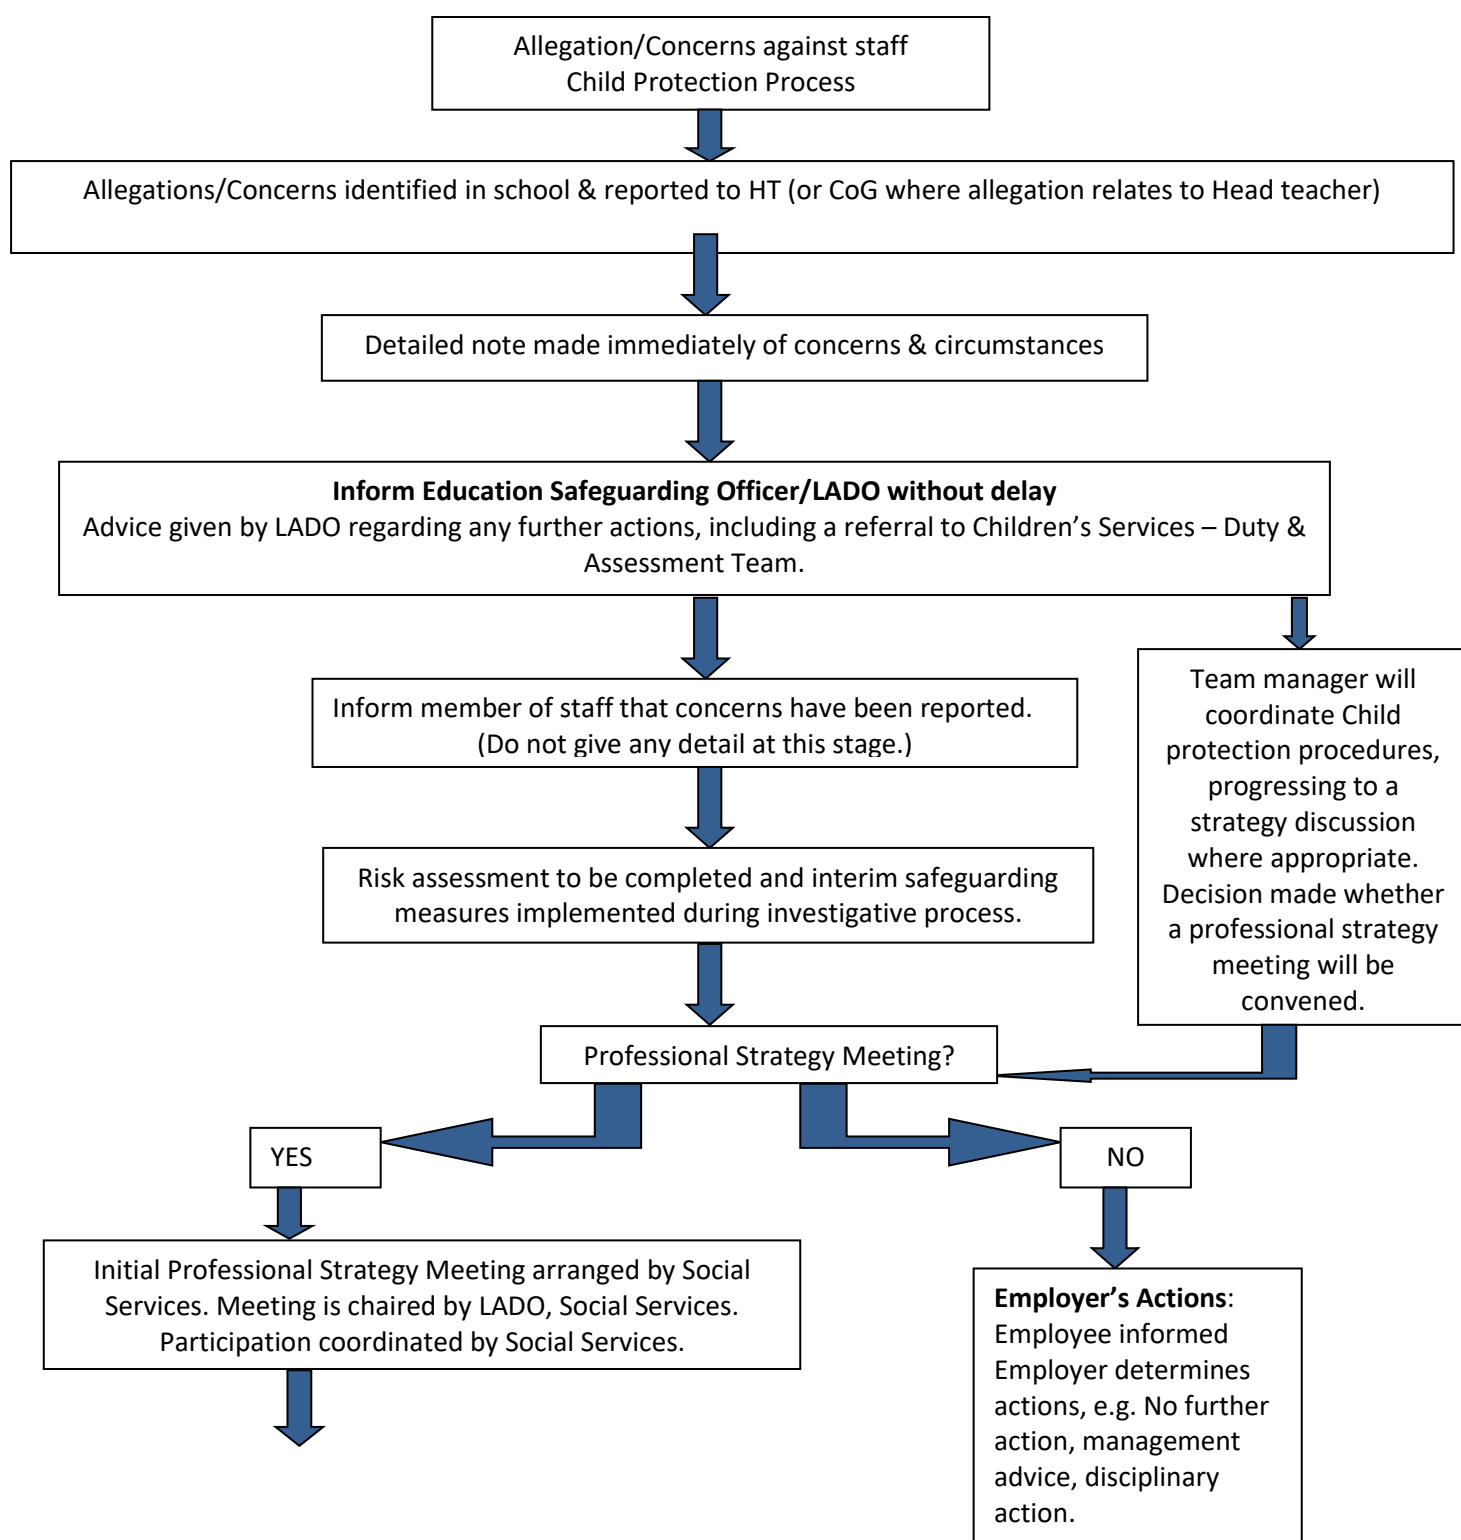 Allegation/Concerns against staff
Child Protection Process
Allegations/Concerns identified in school & reported to HT (or CoG where allegation relates to Head teacher)
Detailed note made immediately of concerns & circumstances
Inform Education Safeguarding Officer/LADO without delay
Advice given by LADO regarding any further actions, including a referral to Children’s Services – Duty &
Assessment Team.
Inform member of staff that concerns have been reported.
(Do not give any detail at this stage.)
Team manager will
coordinate Child
protection procedures,
progressing to a
strategy discussion
where appropriate.
Decision made whether
a professional strategy
meeting will be
convened.
Risk assessment to be completed and interim safeguarding
measures implemented during investigative process.
Professional Strategy Meeting?
YES
NO
Initial Professional Strategy Meeting arranged by Social
Services. Meeting is chaired by LADO, Social Services.
Participation coordinated by Social Services.
Employer’s Actions:
Employee informed
Employer determines
actions, e.g. No further
action, management
advice, disciplinary
action.